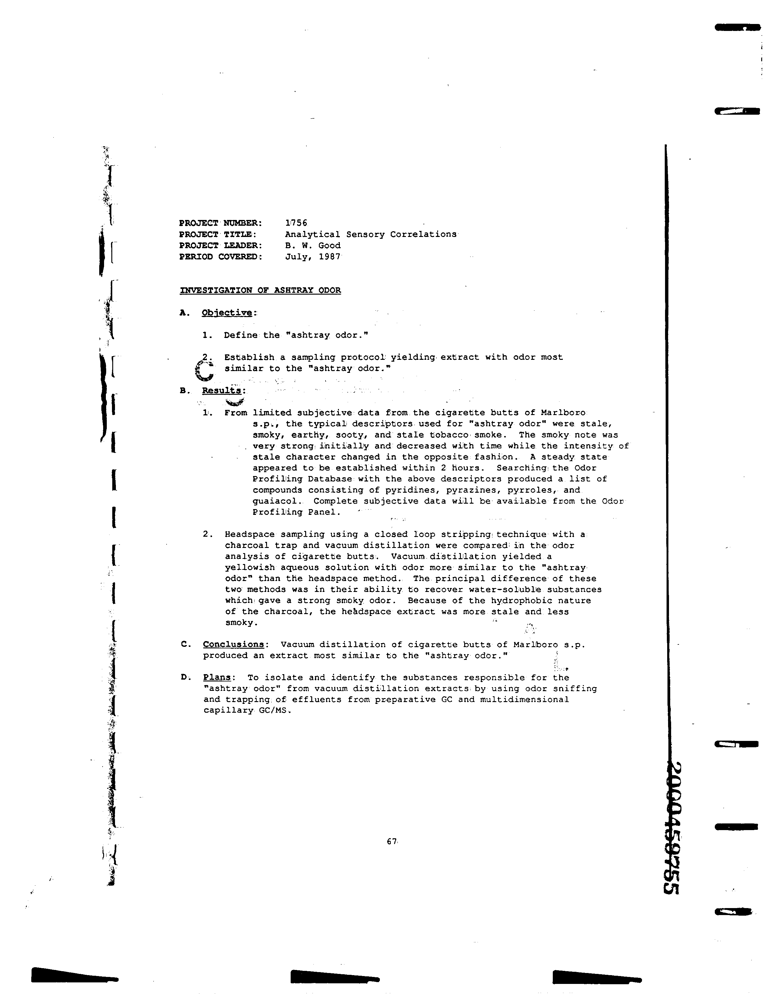 PROJECT NUMBER: 1756
PROJECT TITLE: Analytical Sensory Correlations
PROJECT LEADER: B. W. Good
PERIOD COVERED: July, 1987
INVESTIGATION OF ASHTRAY ODOR
A. Objective:
1. Define the "ashtray odor."
2. Establish a sampling protocol yielding extract with odor most
similar to the "ashtray odor."
B. Results:
1. From limited subjective data from the cigarette butts of Marlboro
s.p., the typical descriptors used for "ashtray odor" were stale,
smoky, earthy, sooty, and stale tobacco smoke. The smoky note was
very strong initially and decreased with time while the intensity of
stale character changed in the opposite fashion. A steady state
appeared to be established within 2 hours. Searching the Odor
Profiling Database with the above descriptors produced a list of
compounds consisting of pyridines, pyrazines, pyrroles, and
guaiacol. Complete subjective data will be available from the Odor
Profiling Panel.
2. Headspace sampling using a closed loop stripping technique with a
charcoal trap and vacuum distillation were compared in the odor
analysis of cigarette butts. Vacuum distillation yielded a
yellowish aqueous solution with odor more similar to the "ashtray
odor" than the headspace method. The principal difference of these
two methods was in their ability to recover water-soluble substances
which gave a strong smoky odor. Because of the hydrophobic nature
of the charcoal, the headspace extract was more stale and less
smoky.
C. Conclusions: Vacuum distillation of cigarette butts of Marlboro s.p.
produced an extract most similar to the "ashtray odor."
D. Plans: To isolate and identify the substances responsible for the
"ashtray odor" from vacuum distillation extracts by using odor sniffing
and trapping of effluents from preparative GC and multidimensional
capillary GC/MS.
67
2000459755